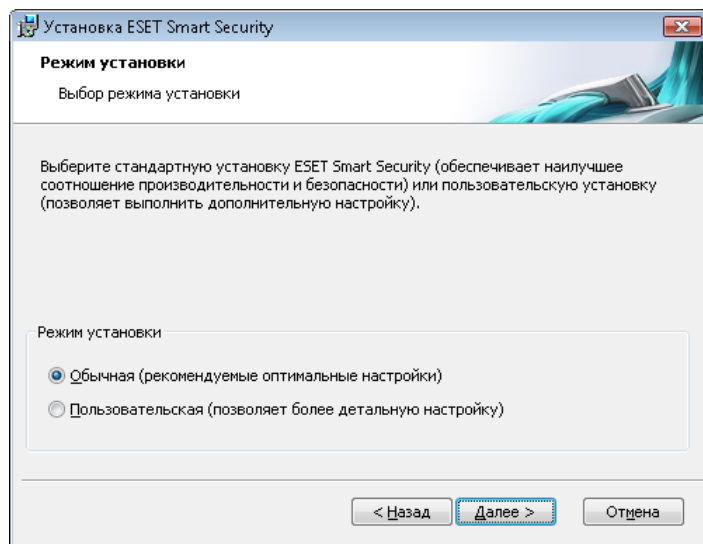 Установка ESET Smart Security
Режим установки
Выбор режима установки
Выберите стандартную установку ESET Smart Security (обеспечивает наилучшее
соотношение производительности и безопасности) или пользовательскую установку
(позволяет выполнить дополнительную настройку).
Режим установки
Обычная (рекомендуемые оптимальные настройки)
Пользовательская (позволяет более детальную настройку)
< Назад Далее > Отмена